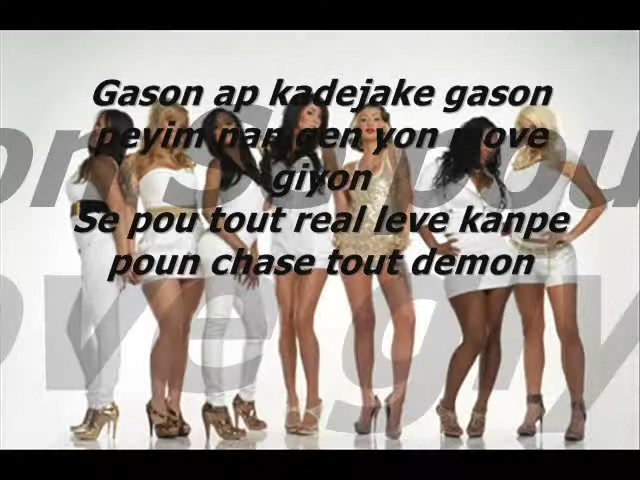 Gason ap kadejake gason
peyim nan gen yon move
giyon
Se pou tout real leve kanpe
poun chase tout demon